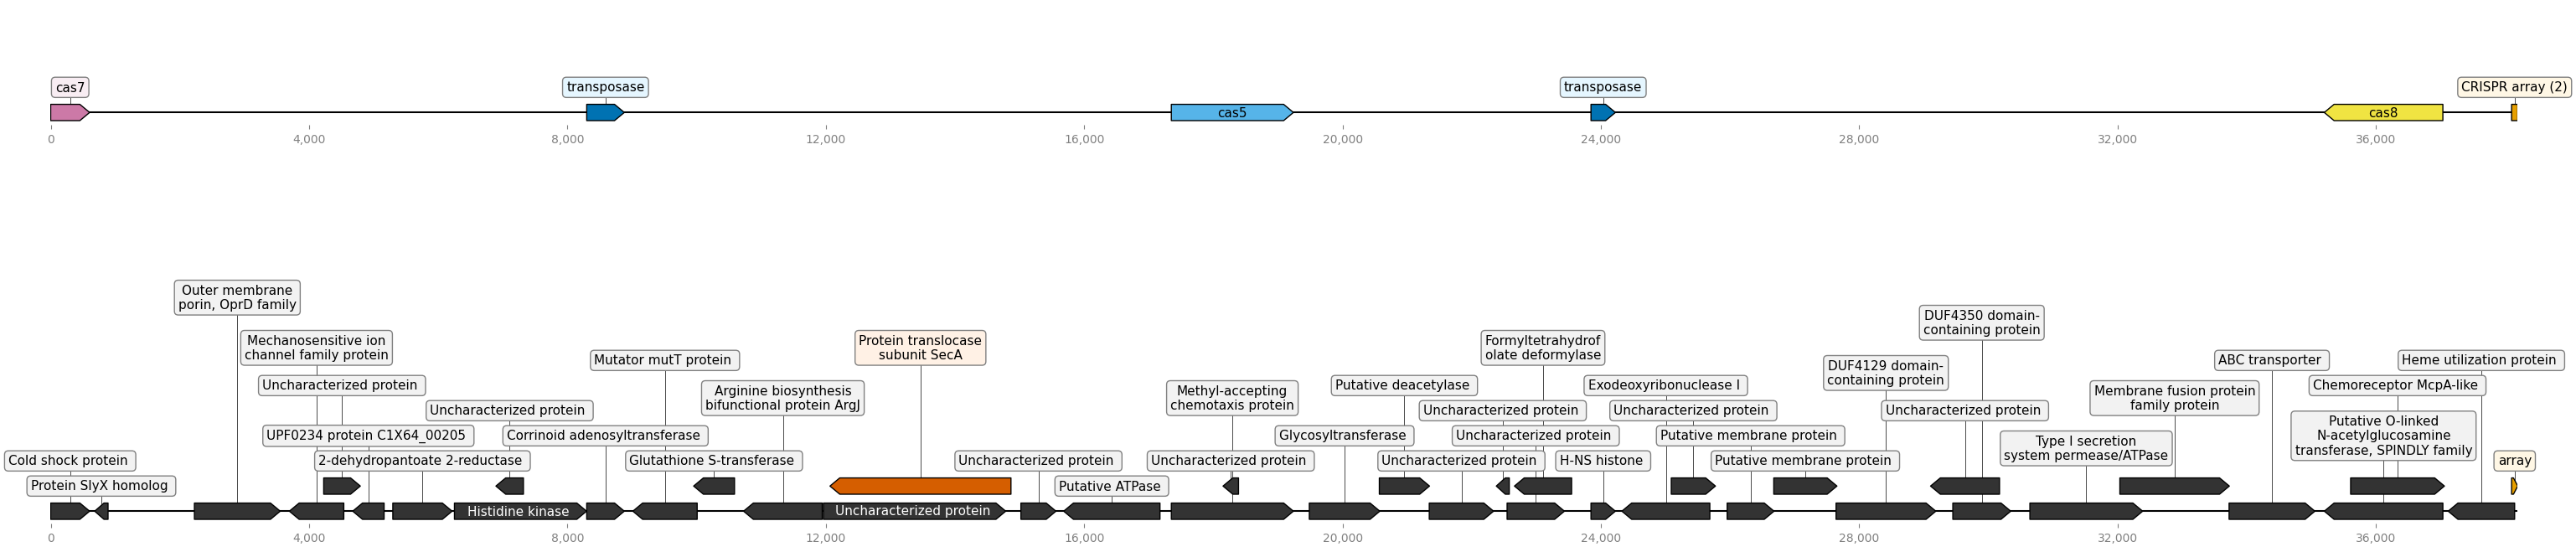 cas7
transposase
transposase
CRISPR array (2)
cas5
cas8
0
4,000
8,000
12,000
16,000
20,000
24,000
28,000
32,000
36,000
Outer membrane
porin, OprD family
DUF4350 domain-
containing protein
Mechanosensitive ion
channel family protein
Protein translocase
subunit SecA
Formyltetrahydrof
olate deformylase
Mutator mutT protein
ABC transporter
Heme utilization protein
DUF4129 domain-
containing protein
Uncharacterized protein
Arginine biosynthesis
bifunctional protein ArgJ
Methyl-accepting
chemotaxis protein
Putative deacetylase
Exodeoxyribonuclease I
Membrane fusion protein
family protein
Chemoreceptor McpA-like
Uncharacterized protein
Uncharacterized protein
Uncharacterized protein
Uncharacterized protein
UPF0234 protein C1X64_00205
Corrinoid adenosyltransferase
Glycosyltransferase
Uncharacterized protein
Putative membrane protein
Type I secretion
system permease/ATPase
Putative O-linked
N-acetylglucosamine
transferase, SPINDLY family
Cold shock protein
2-dehydropantoate 2-reductase
Glutathione S-transferase
Uncharacterized protein
Uncharacterized protein
Uncharacterized protein
H-NS histone
Putative membrane protein
array
Protein SlyX homolog
Putative ATPase
Histidine kinase
Uncharacterized protein
0
4,000
8,000
12,000
16,000
20,000
24,000
28,000
32,000
36,000